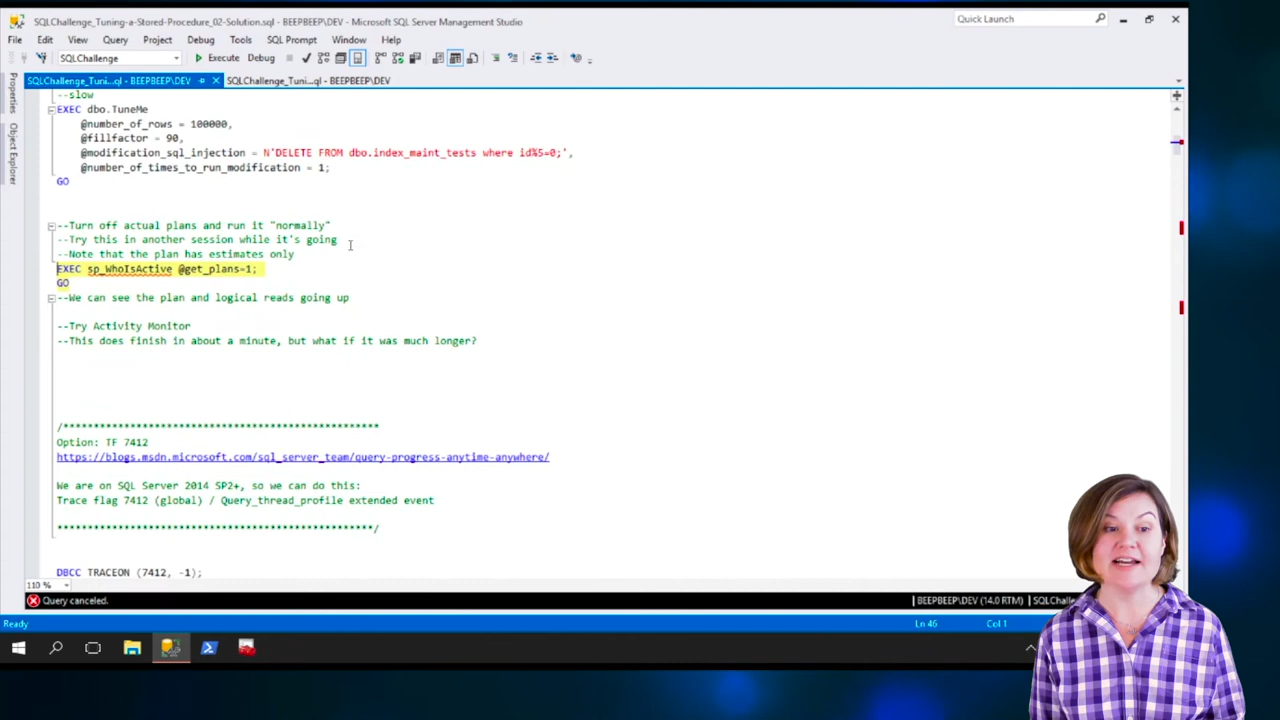 SQLChallenge_Tuning-a-Stored-Procedure_02-Solution.sql - BEEPBEEP\DEV - Microsoft SQL Server Management Studio
Quick Launch
File Edit View Query Project Debug Tools SQL Prompt Window Help
SQLChallenge Execute Debug
SQLChallenge_Tuni...ql - BEEPBEEP\DEV SQLChallenge_Tuni...ql - BEEPBEEP\DEV
Properties
Object Explorer
--slow
EXEC dbo.TuneMe
@number_of_rows = 100000,
@fillfactor = 90,
@modification_sql_injection = N'DELETE FROM dbo.index_maint_tests where id%5=0;',
@number_of_times_to_run_modification = 1;
GO
--Turn off actual plans and run it "normally"
--Try this in another session while it's going
--Note that the plan has estimates only
EXEC sp_WhoIsActive @get_plans=1;
GO
--We can see the plan and logical reads going up
--Try Activity Monitor
--This does finish in about a minute, but what if it was much longer?
/*****************************************************
Option: TF 7412
https://blogs.msdn.microsoft.com/sql_server_team/query-progress-anytime-anywhere/
We are on SQL Server 2014 SP2+, so we can do this:
Trace flag 7412 (global) / Query_thread_profile extended event
*****************************************************/
DBCC TRACEON (7412, -1);
110 %
Query canceled. BEEPBEEP\DEV (14.0 RTM) SQLChalle
Ready Ln 46 Col 1